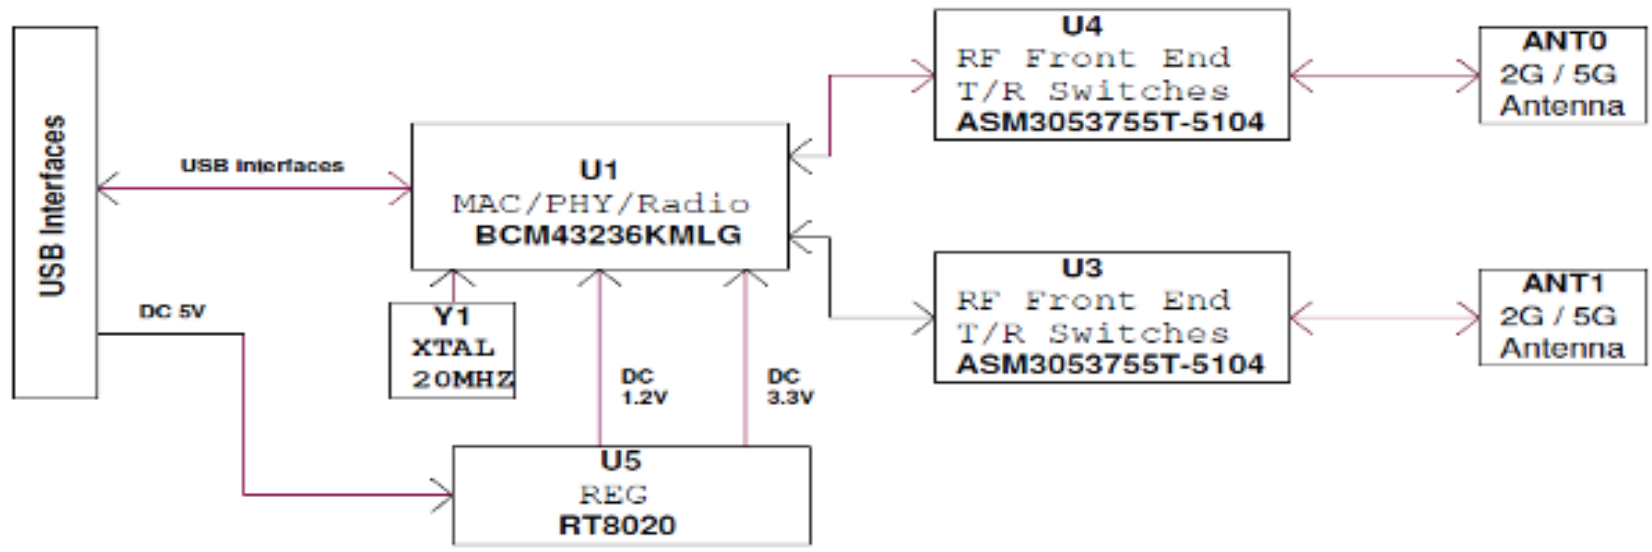 USB Interfaces
USB interfaces
DC 5V
U1
MAC/PHY/Radio
BCM43236KMLG
Y1
XTAL
20MHZ
DC
1.2V
DC
3.3V
U5
REG
RT8020
U4
RF Front End
T/R Switches
ASM3053755T-5104
ANT0
2G / 5G
Antenna
U3
RF Front End
T/R Switches
ASM3053755T-5104
ANT1
2G / 5G
Antenna